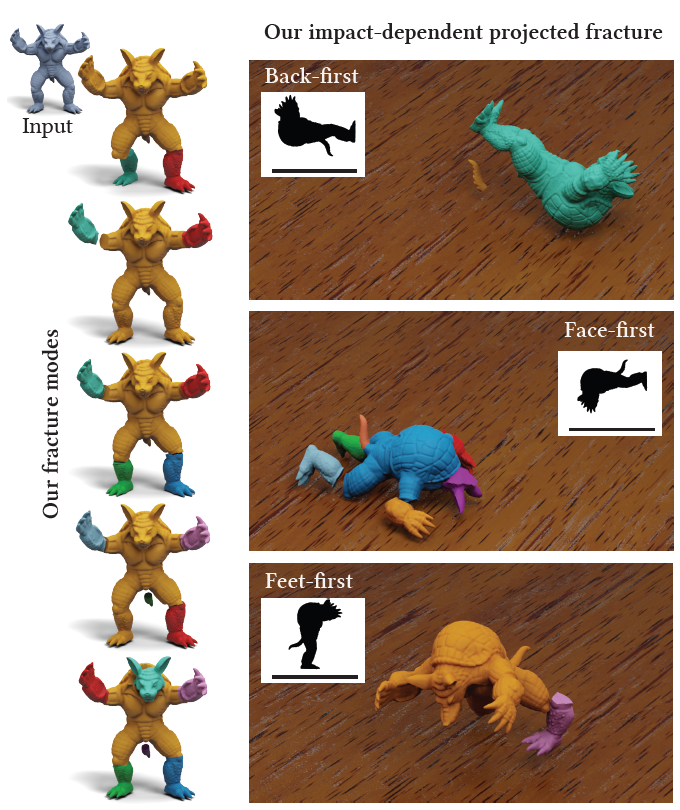 Our impact-dependent projected fracture
Input
Back-first
Our fracture modes
Face-first
Feet-first